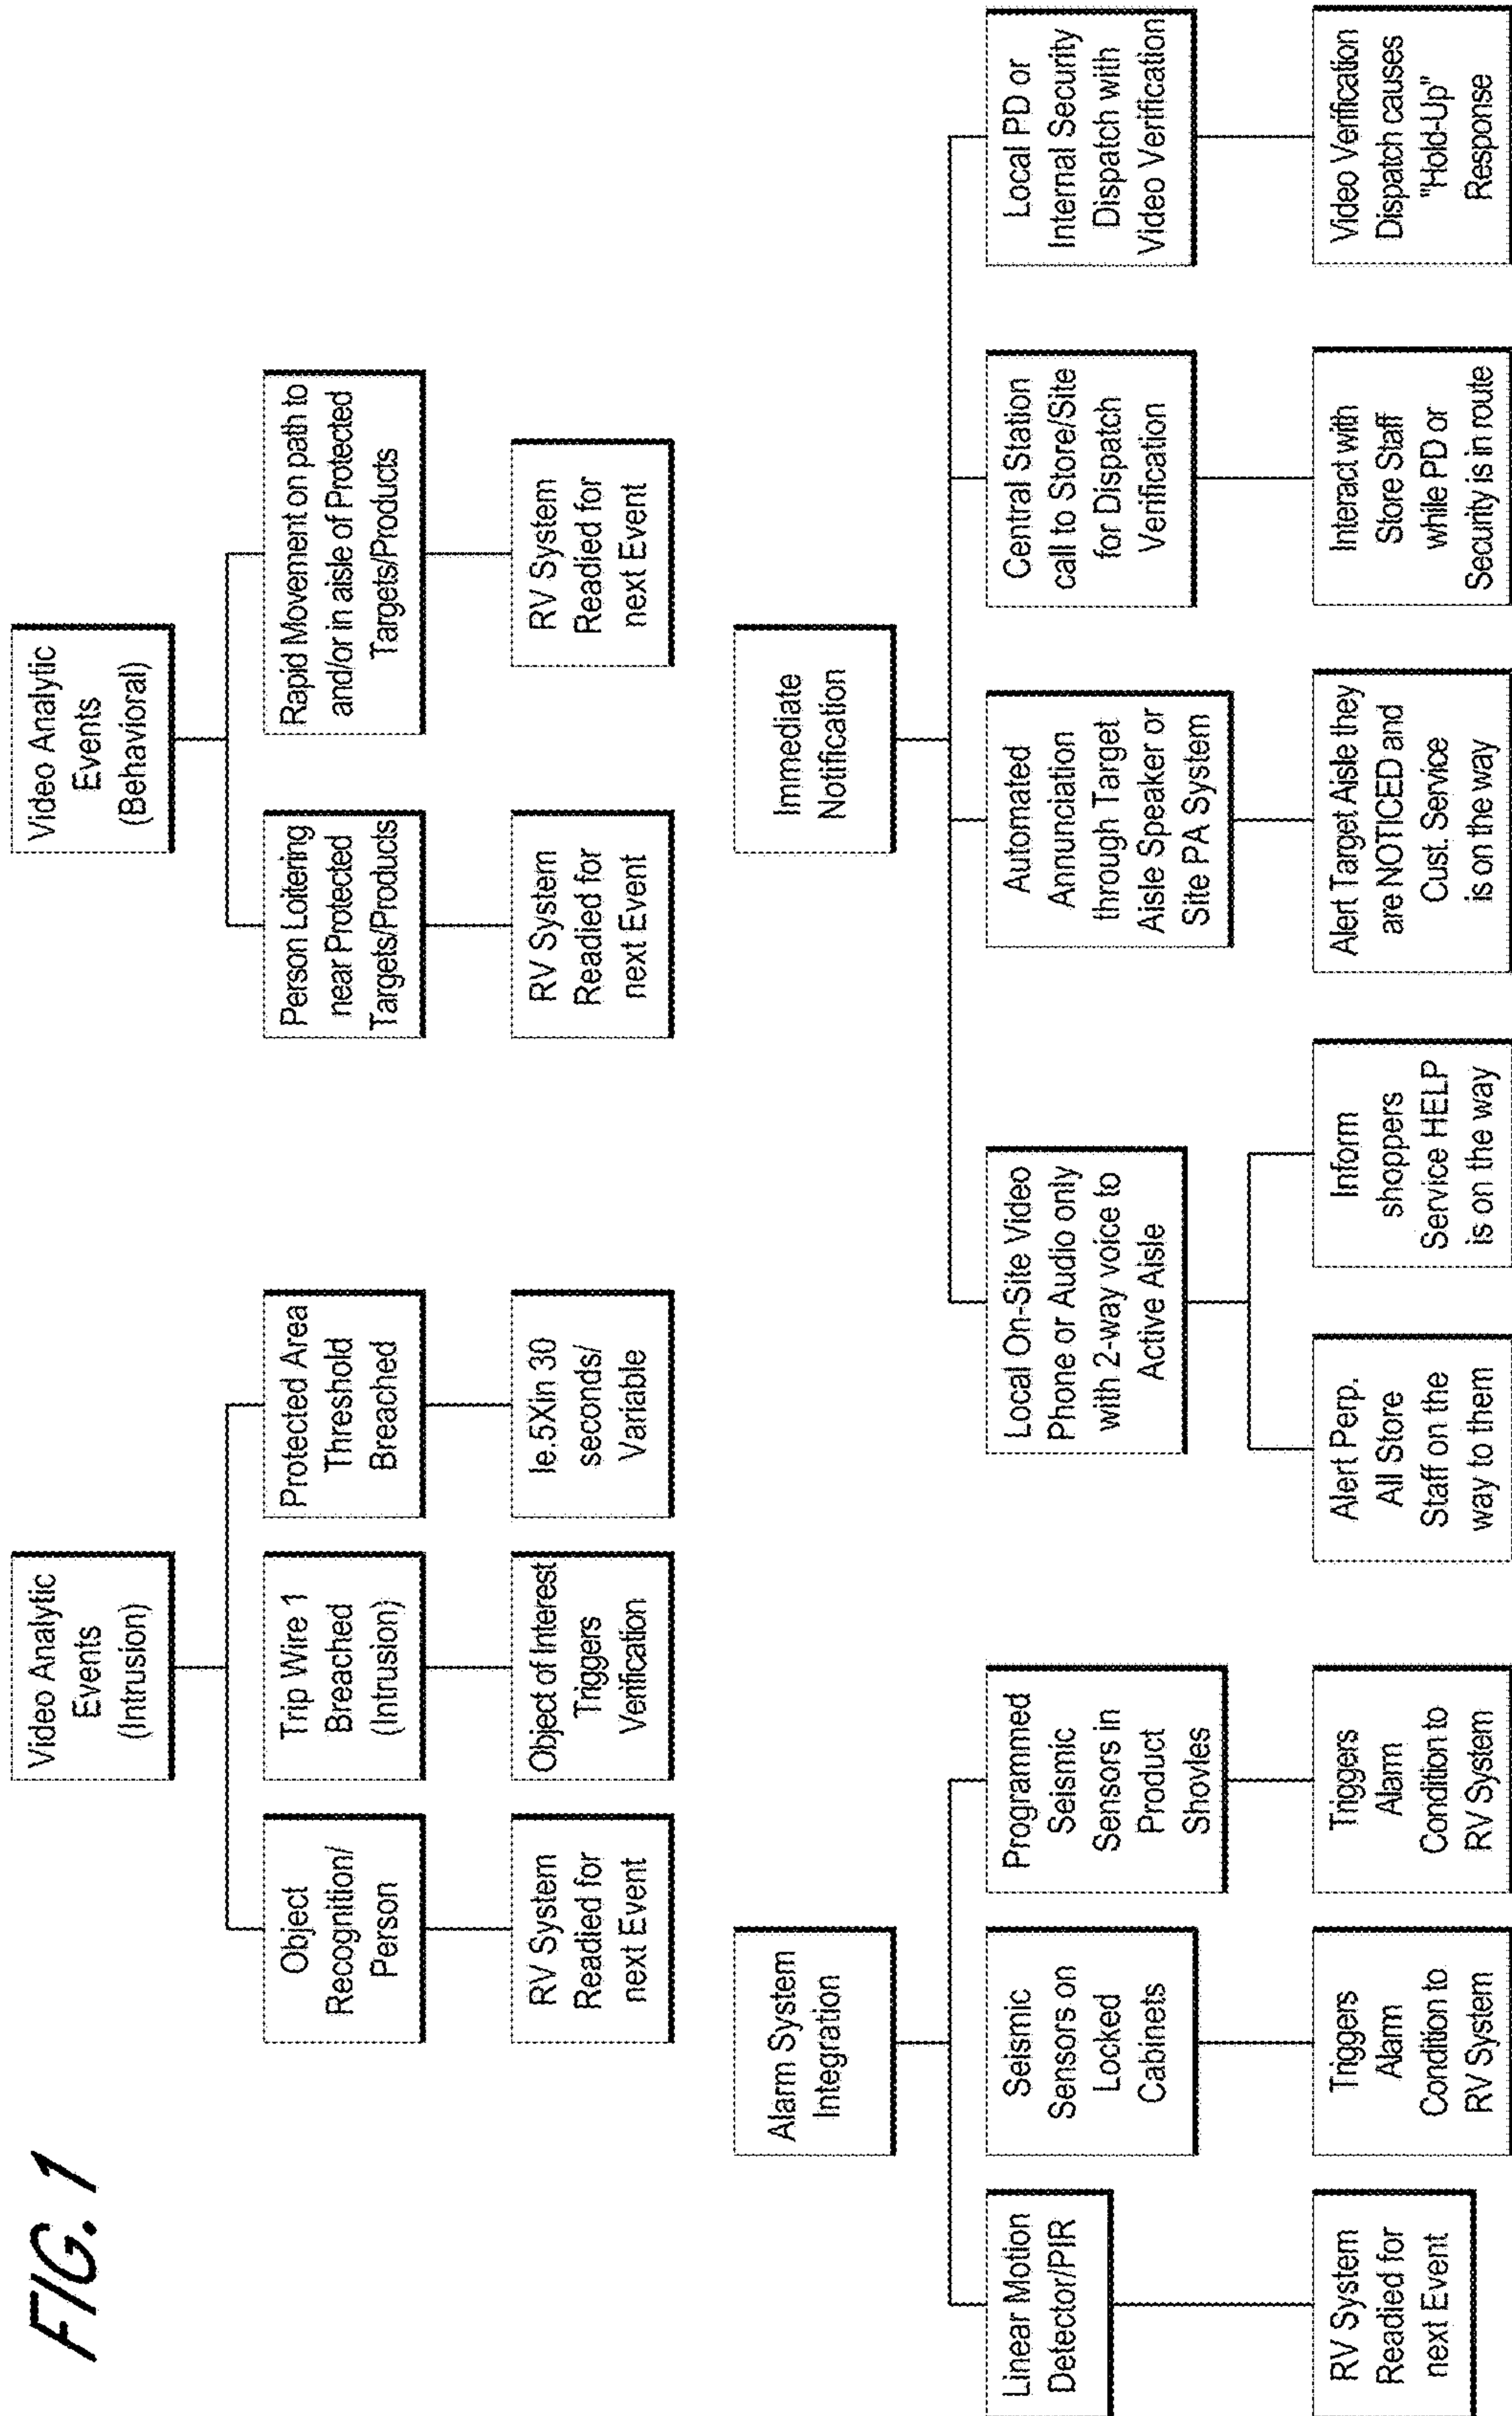 FIG. 1
Video Analytic
Events
(Intrusion)
Object
Recognition/
Person
RV System
Readied for
next Event
Trip Wire 1
Breached
(Intrusion)
Object of Interest
Triggers
Verification
Protected Area
Threshold
Breached
Ie.5Xin 30
seconds/
Variable
Video Analytic
Events
(Behavioral)
Person Loitering
near Protected
Targets/Products
RV System
Readied for
next Event
Rapid Movement on path to
and/or in aisle of Protected
Targets/Products
RV System
Readied for
next Event
Alarm System
Integration
Linear Motion
Detector/PIR
RV System
Readied for
next Event
Seismic
Sensors on
Locked
Cabinets
Triggers
Alarm
Condition to
RV System
Programmed
Seismic
Sensors in
Product
Shovles
Triggers
Alarm
Condition to
RV System
Immediate
Notification
Local On-Site Video
Phone or Audio only
with 2-way voice to
Active Aisle
Alert Perp.
All Store
Staff on the
way to them
Inform
shoppers
Service HELP
is on the way
Automated
Annunciation
through Target
Aisle Speaker or
Site PA System
Alert Target Aisle they
are NOTICED and
Cust. Service
is on the way
Central Station
call to Store/Site
for Dispatch
Verification
Interact with
Store Staff
while PD or
Security is in route
Local PD or
Internal Security
Dispatch with
Video Verification
Video Verification
Dispatch causes
"Hold-Up"
Response